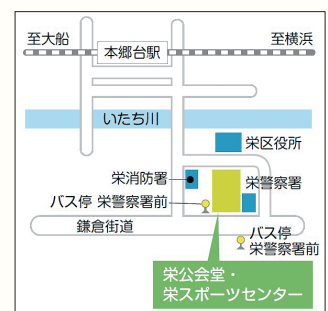 至大船
本郷台駅
至横浜
いたち川
栄区役所
栄消防署
栄警察署
バス停 栄警察署前
鎌倉街道
バス停
栄警察署前
栄公会堂・
栄スポーツセンター